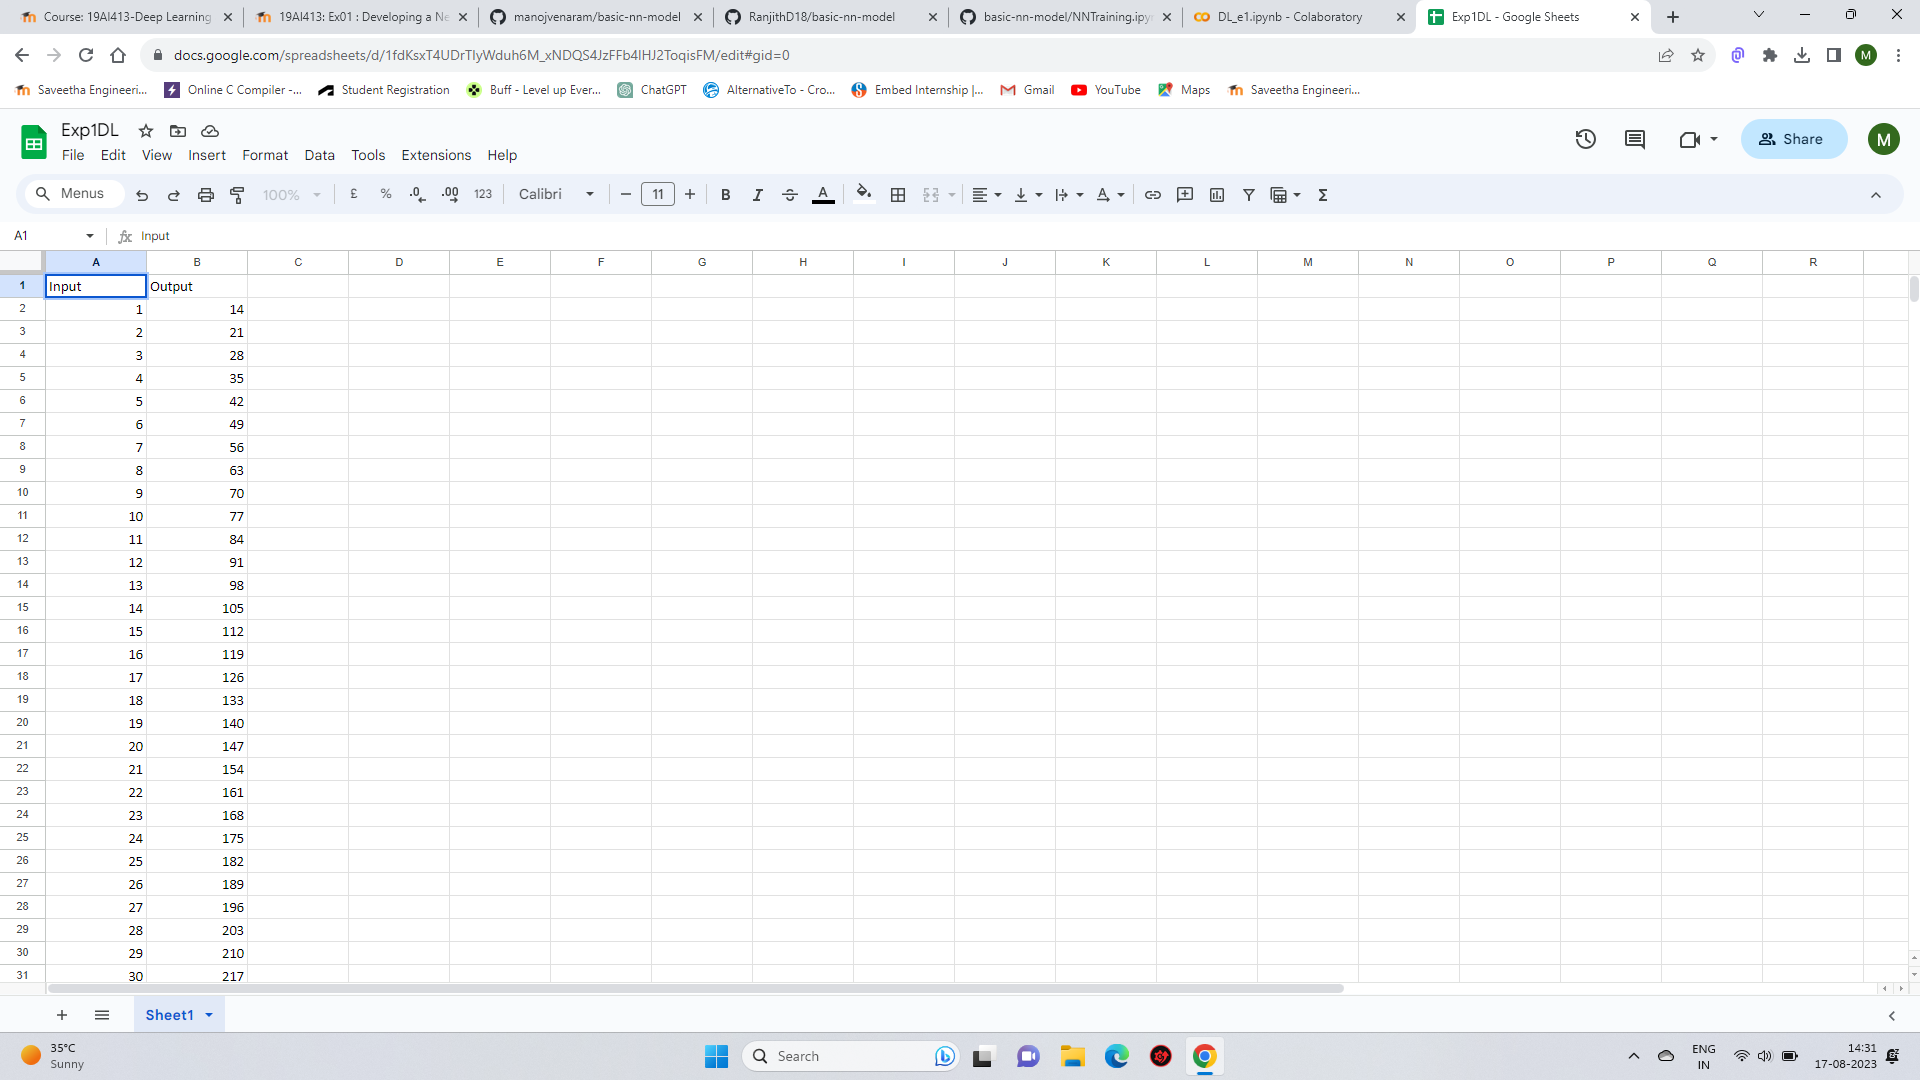 Course: 19AI413-Deep Learning
19AI413: Ex01 : Developing a Ne
manojvenaram/basic-nn-model
RanjithD18/basic-nn-model
basic-nn-model/NNTraining.ipyn
DL_e1.ipynb - Colaboratory
Exp1DL - Google Sheets
docs.google.com/spreadsheets/d/1fdKsxT4UDrTIyWduh6M_xNDQS4JzFFb4IHJ2ToqisFM/edit#gid=0
M
Saveetha Engineeri...
Online C Compiler -...
Student Registration
Buff - Level up Ever...
ChatGPT
AlternativeTo - Cro...
Embed Internship |...
Gmail
YouTube
Maps
Saveetha Engineeri...
Exp1DL
File Edit View Insert Format Data Tools Extensions Help
Share
M
Menus 100% £ % .0 .00 123 Calibri 11 B I A Σ
A1 fx Input
A B C D E F G H I J K L M N O P Q R
1 Input Output
2 1 14
3 2 21
4 3 28
5 4 35
6 5 42
7 6 49
8 7 56
9 8 63
10 9 70
11 10 77
12 11 84
13 12 91
14 13 98
15 14 105
16 15 112
17 16 119
18 17 126
19 18 133
20 19 140
21 20 147
22 21 154
23 22 161
24 23 168
25 24 175
26 25 182
27 26 189
28 27 196
29 28 203
30 29 210
31 30 217
Sheet1
35°C
Sunny
Search
ENG
IN
14:31
17-08-2023